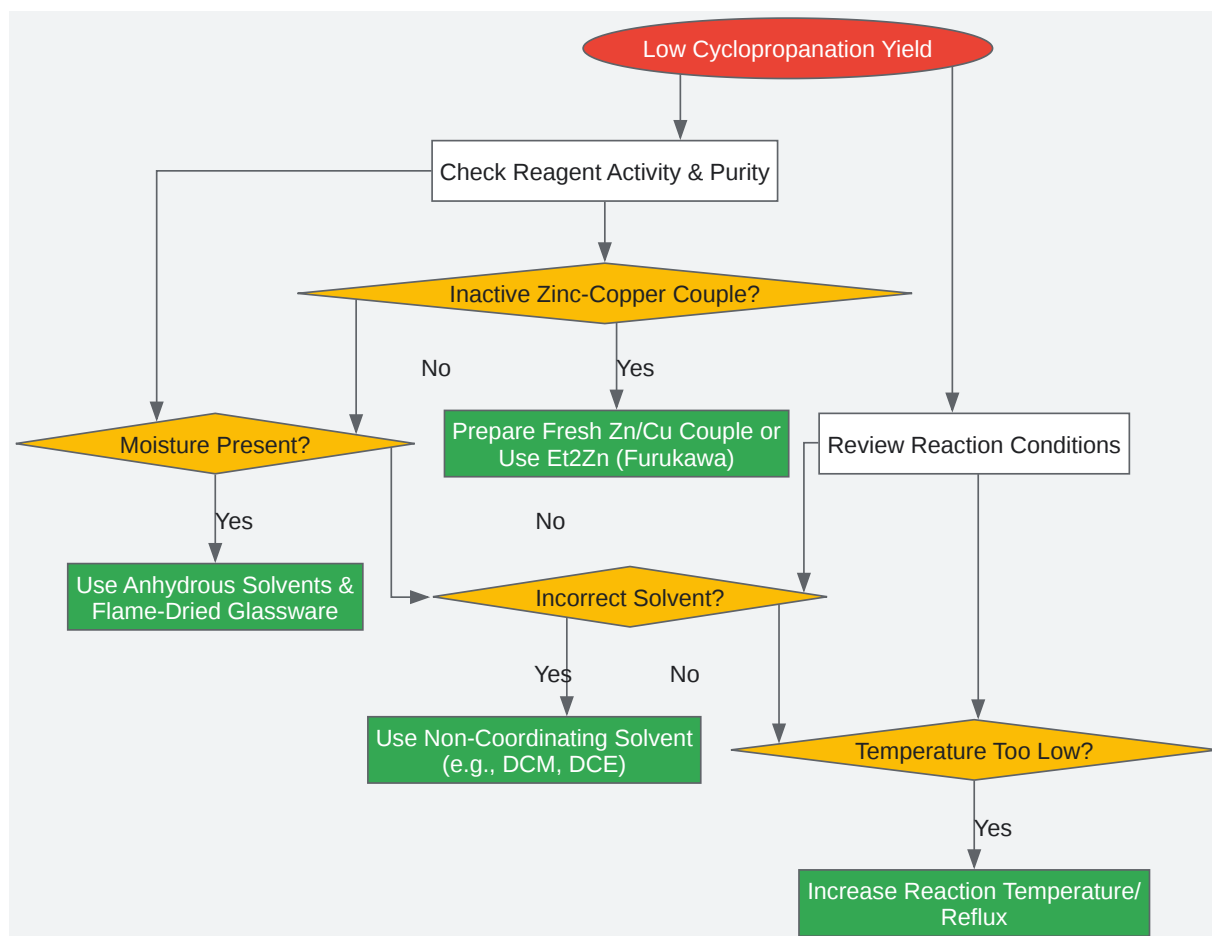 Low Cyclopropanation Yield
Check Reagent Activity & Purity
Inactive Zinc-Copper Couple?
No
Yes
Moisture Present?
Prepare Fresh Zn/Cu Couple or
Use Et2Zn (Furukawa)
Review Reaction Conditions
Yes
No
Use Anhydrous Solvents &
Flame-Dried Glassware
Incorrect Solvent?
Yes
No
Use Non-Coordinating Solvent
(e.g., DCM, DCE)
Temperature Too Low?
Yes
Increase Reaction Temperature/
Reflux